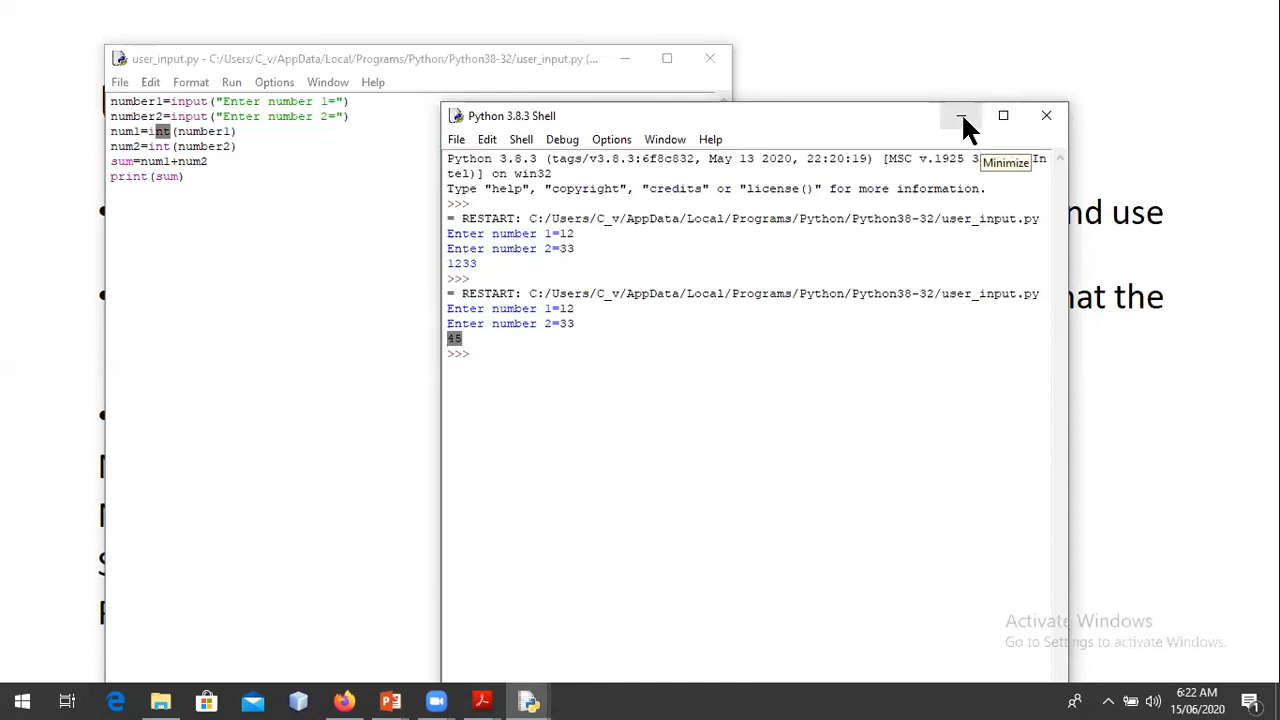 user_input.py - C:/Users/C_v/AppData/Local/Programs/Python/Python38-32/user_input.py (...
File Edit Format Run Options Window Help
number1=input("Enter number 1=")
number2=input("Enter number 2=")
num1=int(number1)
num2=int(number2)
sum=num1+num2
print(sum)
Python 3.8.3 Shell
File Edit Shell Debug Options Window Help
Minimize
Python 3.8.3 (tags/v3.8.3:6f8c832, May 13 2020, 22:20:19) [MSC v.1925 3 In
tel)] on win32
Type "help", "copyright", "credits" or "license()" for more information.
>>>
= RESTART: C:/Users/C_v/AppData/Local/Programs/Python/Python38-32/user_input.py
Enter number 1=12
Enter number 2=33
1233
>>>
= RESTART: C:/Users/C_v/AppData/Local/Programs/Python/Python38-32/user_input.py
Enter number 1=12
Enter number 2=33
45
>>>
nd use
hat the
Activate Windows
Go to Settings to activate Windows.
6:22 AM
15/06/2020